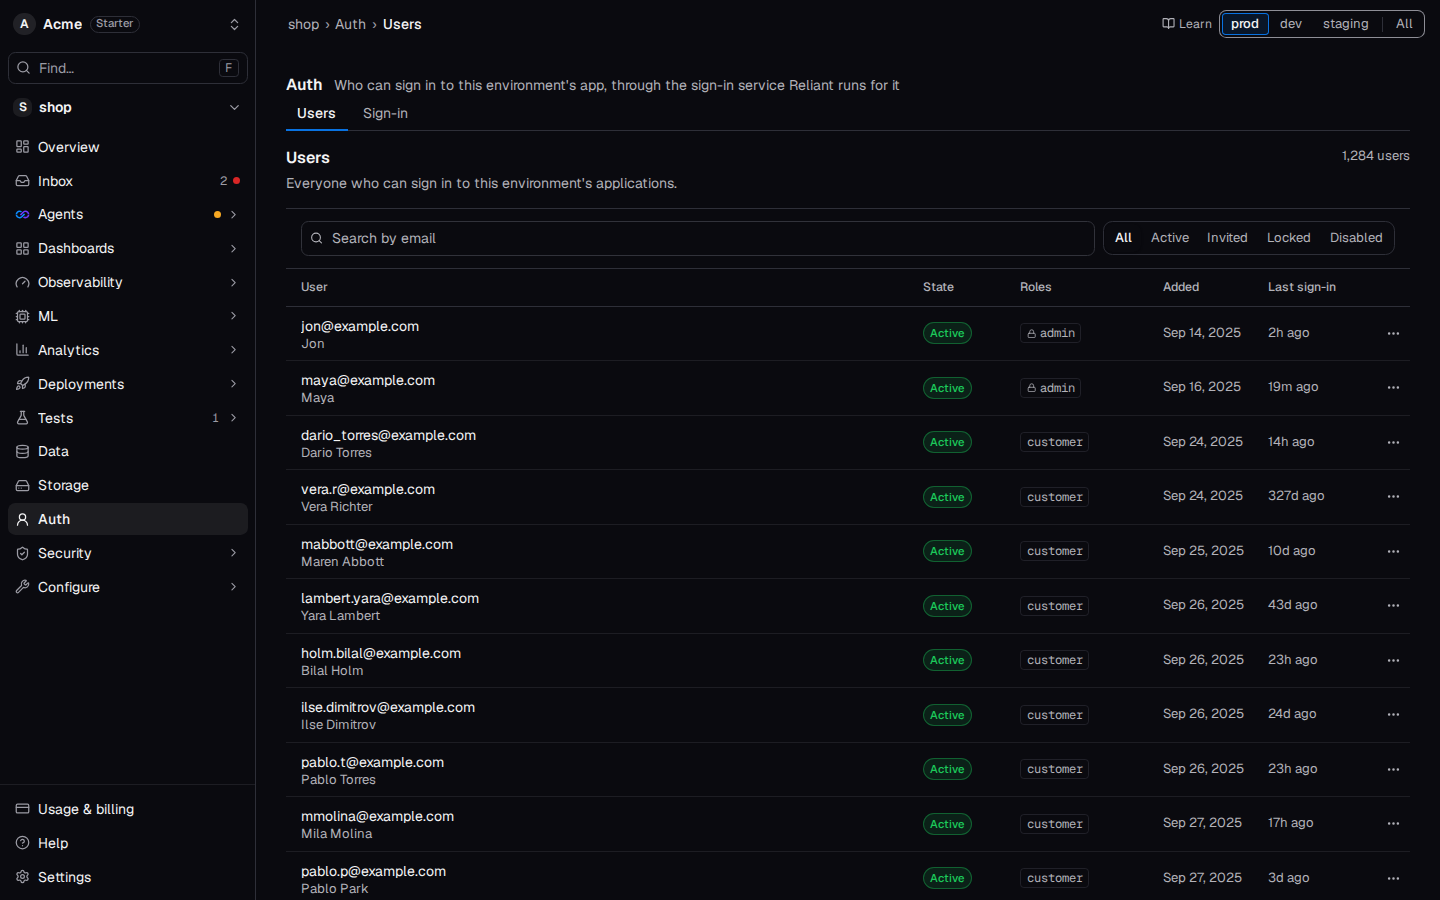 A Acme Starter
Find... F
S shop
Overview
Inbox 2
Agents
Dashboards
Observability
ML
Analytics
Deployments
Tests 1
Data
Storage
Auth
Security
Configure
Usage & billing
Help
Settings
shop › Auth › Users
Learn prod dev staging All
Auth Who can sign in to this environment's app, through the sign-in service Reliant runs for it
Users Sign-in
Users 1,284 users
Everyone who can sign in to this environment's applications.
Search by email All Active Invited Locked Disabled
User State Roles Added Last sign-in
jon@example.com Active admin Sep 14, 2025 2h ago
Jon
maya@example.com Active admin Sep 16, 2025 19m ago
Maya
dario_torres@example.com Active customer Sep 24, 2025 14h ago
Dario Torres
vera.r@example.com Active customer Sep 24, 2025 327d ago
Vera Richter
mabbott@example.com Active customer Sep 25, 2025 10d ago
Maren Abbott
lambert.yara@example.com Active customer Sep 26, 2025 43d ago
Yara Lambert
holm.bilal@example.com Active customer Sep 26, 2025 23h ago
Bilal Holm
ilse.dimitrov@example.com Active customer Sep 26, 2025 24d ago
Ilse Dimitrov
pablo.t@example.com Active customer Sep 26, 2025 23h ago
Pablo Torres
mmolina@example.com Active customer Sep 27, 2025 17h ago
Mila Molina
pablo.p@example.com Active customer Sep 27, 2025 3d ago
Pablo Park